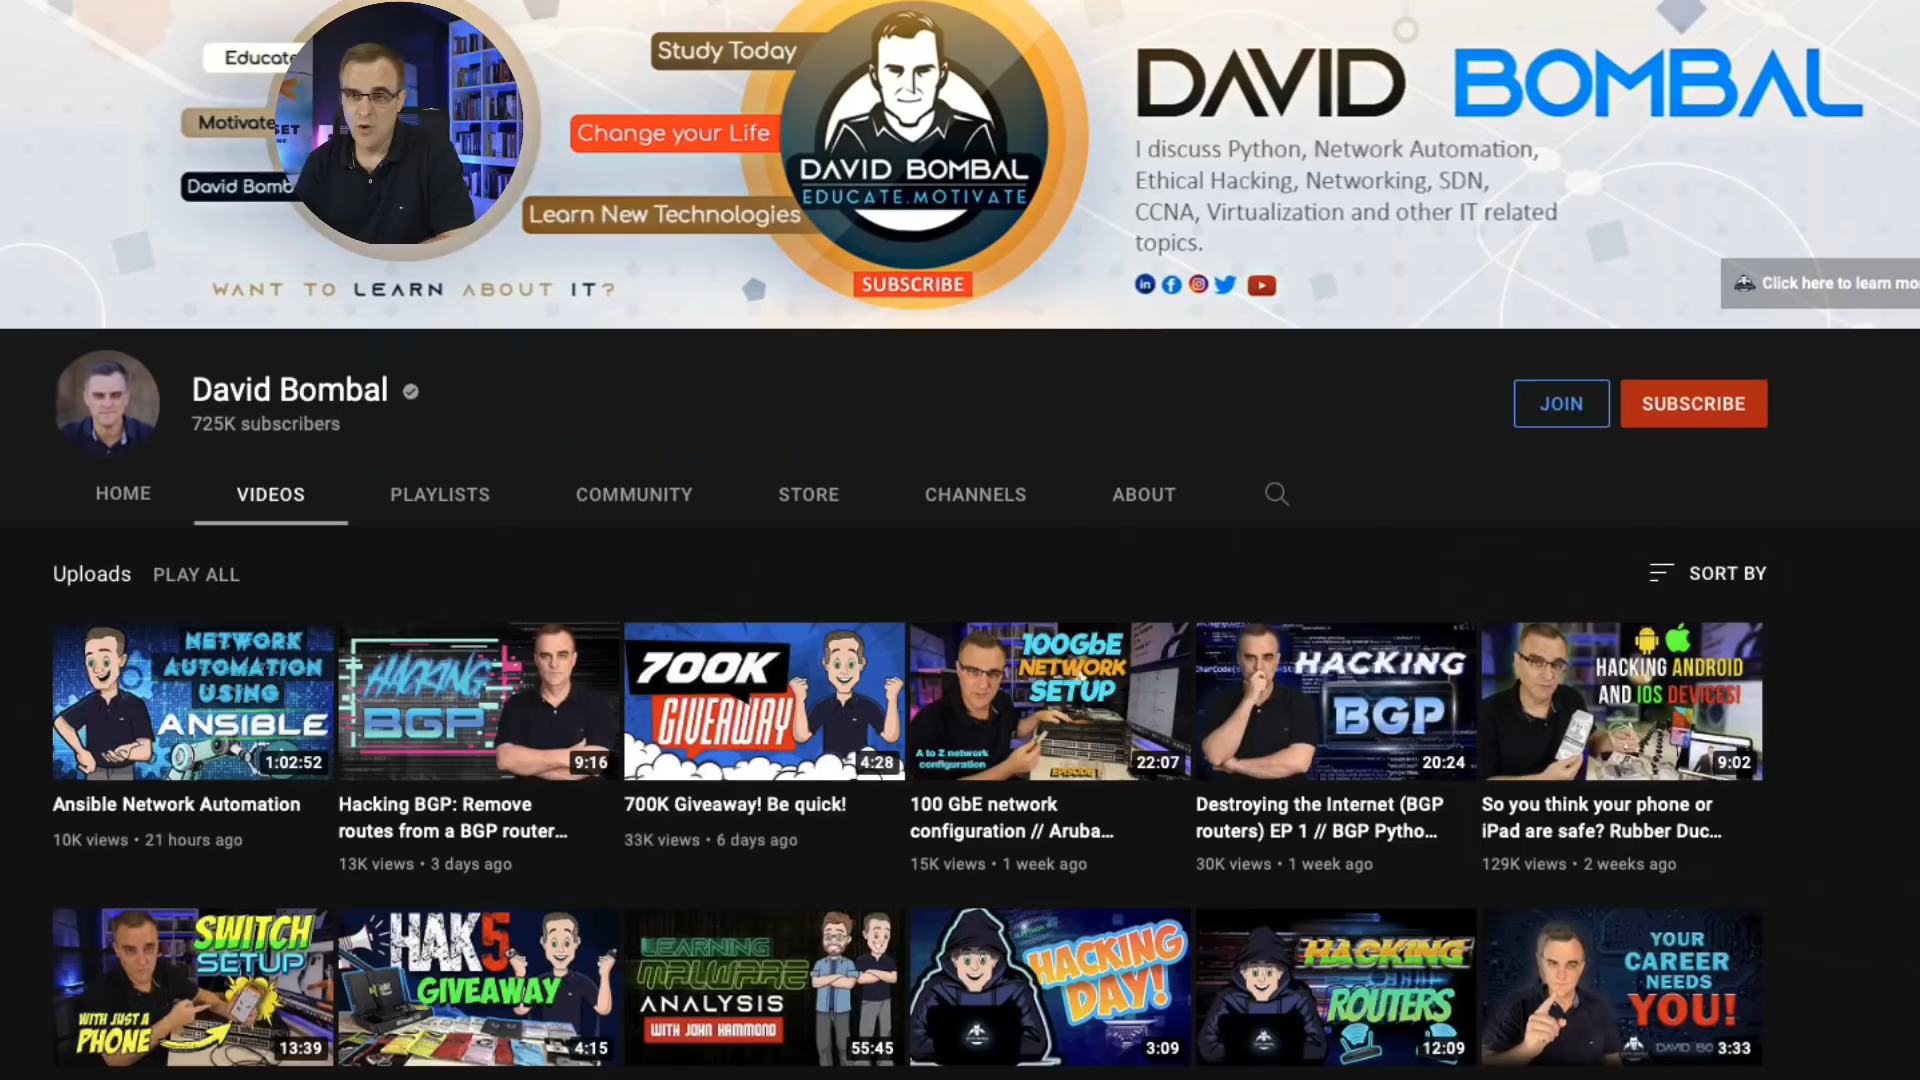 Educate
Motivate
SET
David Bomb
WANT TO LEARN ABOUT IT?
Study Today
Change your Life
Learn New Technologies
DAVID BOMBAL
EDUCATE.MOTIVATE
SUBSCRIBE
DAVID BOMBAL
I discuss Python, Network Automation,
Ethical Hacking, Networking, SDN,
CCNA, Virtualization and other IT related
topics.
Click here to learn mo
David Bombal
725K subscribers
JOIN
SUBSCRIBE
HOME
VIDEOS
PLAYLISTS
COMMUNITY
STORE
CHANNELS
ABOUT
Uploads
PLAY ALL
SORT BY
NETWORK
AUTOMATION
USING
ANSIBLE
1:02:52
Ansible Network Automation
10K views • 21 hours ago
HACKING
BGP
9:16
Hacking BGP: Remove
routes from a BGP router...
13K views • 3 days ago
700K
GIVEAWAY
4:28
700K Giveaway! Be quick!
33K views • 6 days ago
100GbE
NETWORK
SETUP
A to Z network
configuration
EPISODE 1
22:07
100 GbE network
configuration // Aruba...
15K views • 1 week ago
HACKING
BGP
20:24
Destroying the Internet (BGP
routers) EP 1 // BGP Pytho...
30K views • 1 week ago
HACKING ANDROID
AND IOS DEVICES!
9:02
So you think your phone or
iPad are safe? Rubber Duc...
129K views • 2 weeks ago
SWITCH
SETUP
WITH JUST A
PHONE
13:39
HAK5
GIVEAWAY
4:15
LEARNING
MALWARE
ANALYSIS
WITH JOHN HAMMOND
55:45
HACKING
DAY!
3:09
HACKING
ROUTERS
12:09
YOUR
CAREER
NEEDS
YOU!
DAVID BO
3:33